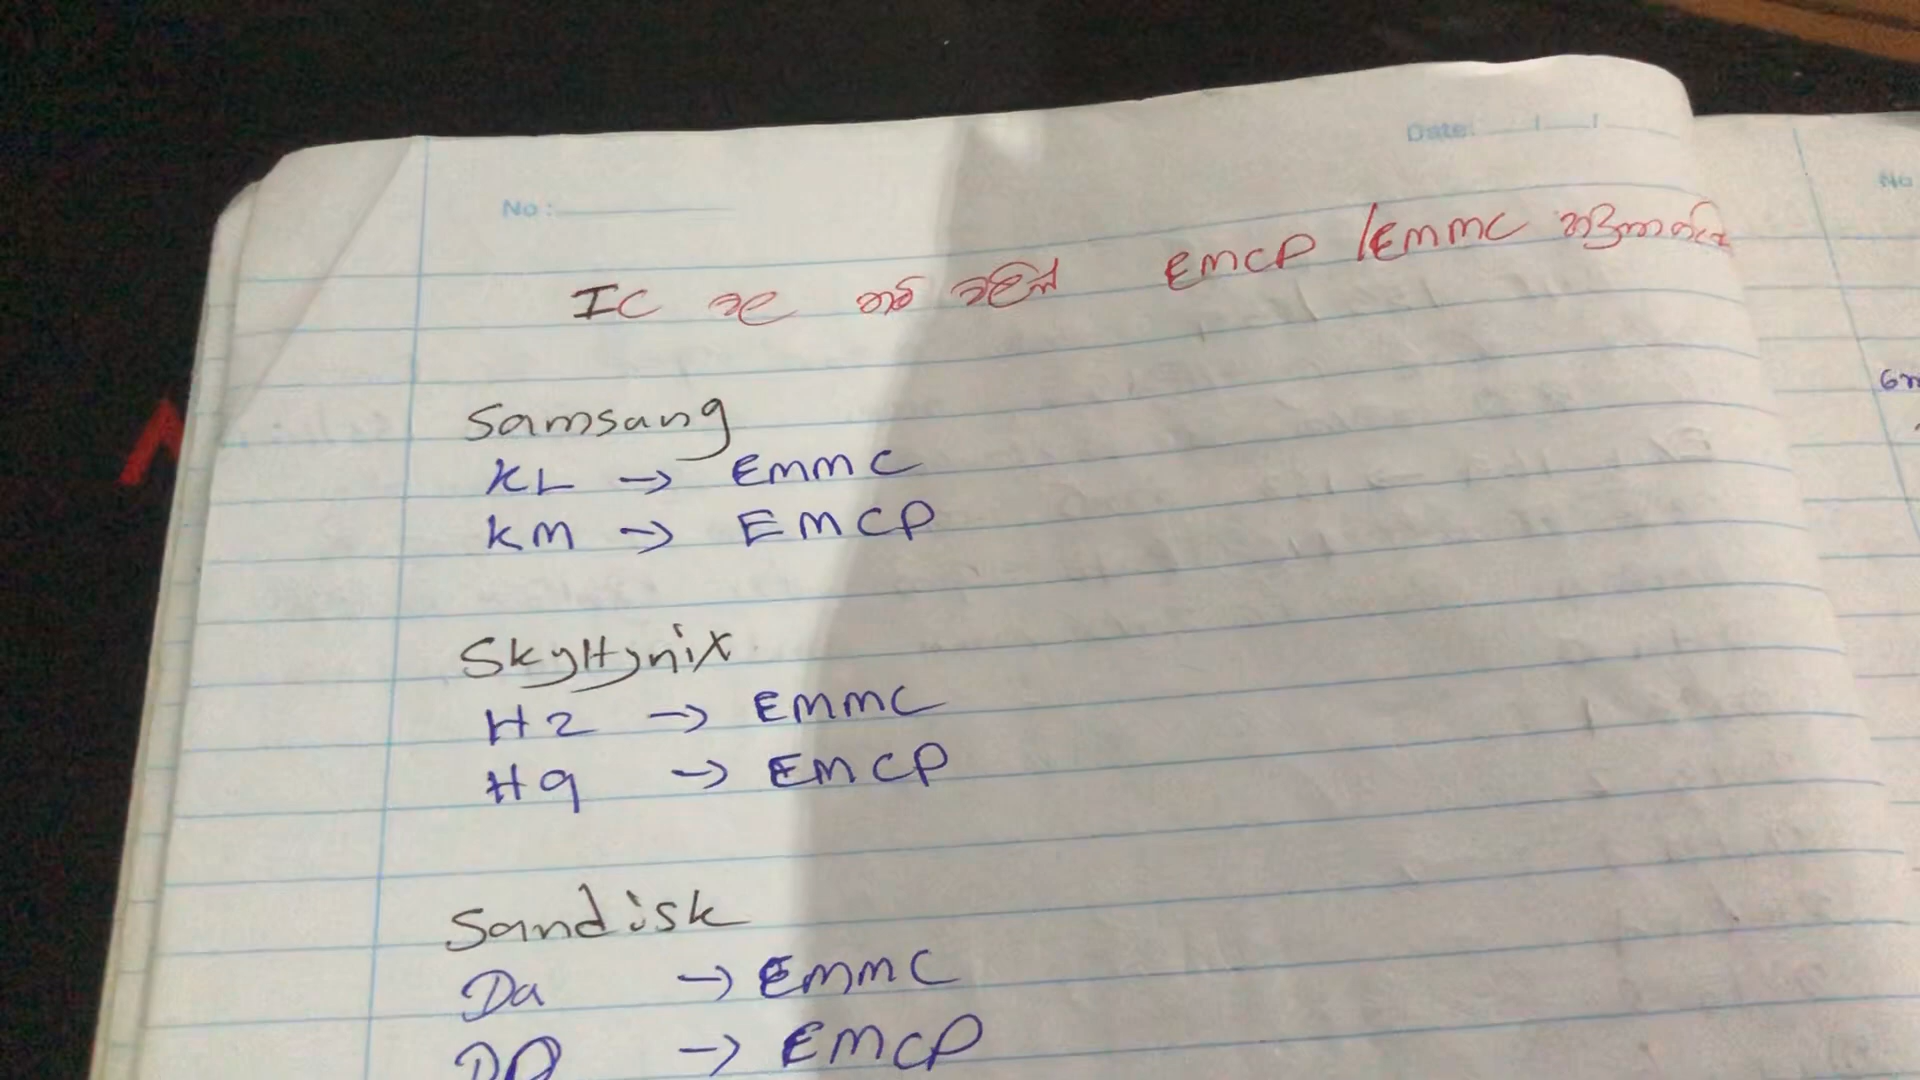 Date:
No :
No
IC වල නම් වලින් EMCP /EMMC හඳුනාගැනීම
Samsang
KL → EMMC
KM → EMCP
SkyHynix
H2 → EMMC
H9 → EMCP
Sandisk
Da → EMMC
→ EMCP